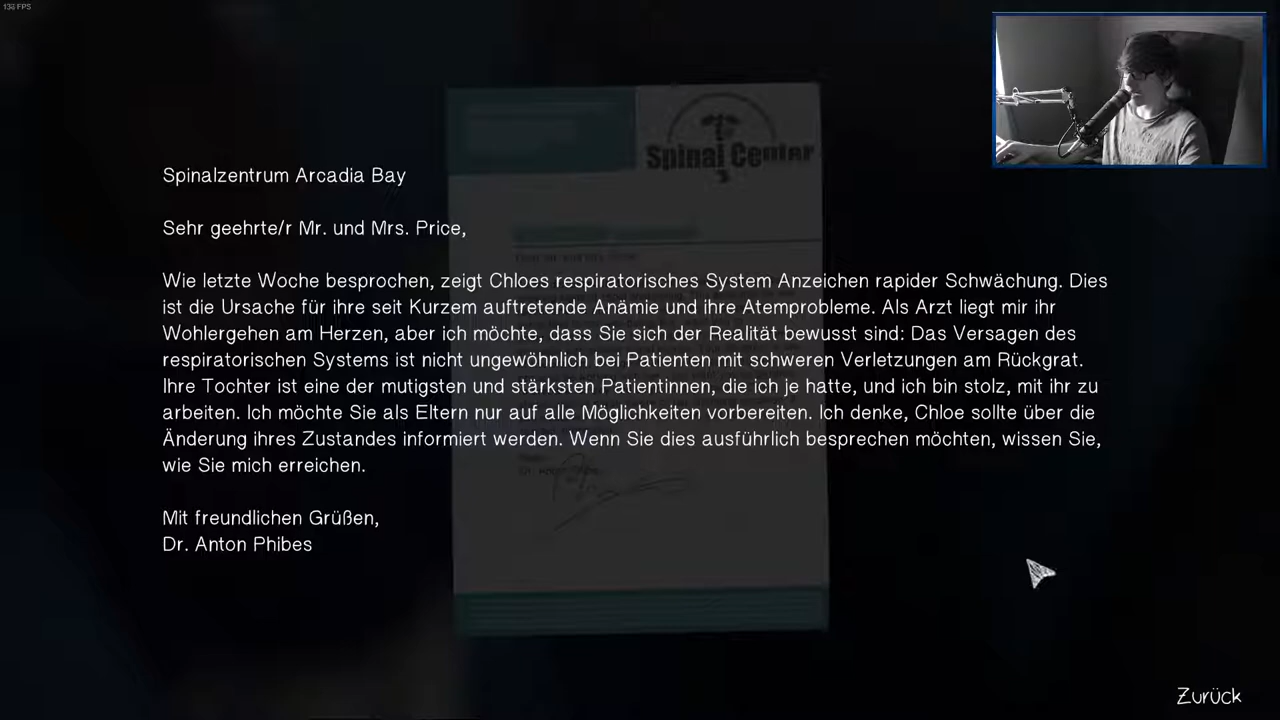 138 FPS
Spinal Center
Spinalzentrum Arcadia Bay
Sehr geehrte/r Mr. und Mrs. Price,
Wie letzte Woche besprochen, zeigt Chloes respiratorisches System Anzeichen rapider Schwächung. Dies
ist die Ursache für ihre seit Kurzem auftretende Anämie und ihre Atemprobleme. Als Arzt liegt mir ihr
Wohlergehen am Herzen, aber ich möchte, dass Sie sich der Realität bewusst sind: Das Versagen des
respiratorischen Systems ist nicht ungewöhnlich bei Patienten mit schweren Verletzungen am Rückgrat.
Ihre Tochter ist eine der mutigsten und stärksten Patientinnen, die ich je hatte, und ich bin stolz, mit ihr zu
arbeiten. Ich möchte Sie als Eltern nur auf alle Möglichkeiten vorbereiten. Ich denke, Chloe sollte über die
Änderung ihres Zustandes informiert werden. Wenn Sie dies ausführlich besprechen möchten, wissen Sie,
wie Sie mich erreichen.
Mit freundlichen Grüßen,
Dr. Anton Phibes
Zurück